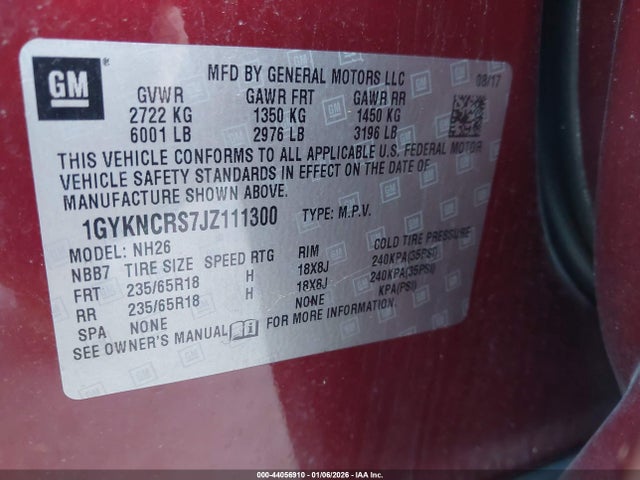 GM
MFD BY GENERAL MOTORS LLC 09/17
GVWR GAWR FRT GAWR RR
2722 KG 1350 KG 1450 KG
6001 LB 2976 LB 3196 LB
THIS VEHICLE CONFORMS TO ALL APPLICABLE U.S. FEDERAL MOTOR
VEHICLE SAFETY STANDARDS IN EFFECT ON THE DATE OF
MANUFACTURE SHOWN ABOVE.
1GYKNCRS7JZ111300 TYPE: M.P.V.
MODEL: NH26
NBB7 TIRE SIZE SPEED RTG RIM COLD TIRE PRESSURE
FRT 235/65R18 H 18X8J 240KPA(35PSI)
RR 235/65R18 H 18X8J 240KPA(35PSI)
SPA NONE NONE KPA(PSI)
SEE OWNER'S MANUAL FOR MORE INFORMATION.
000-44056910 | 01/06/2026 | IAA Inc.